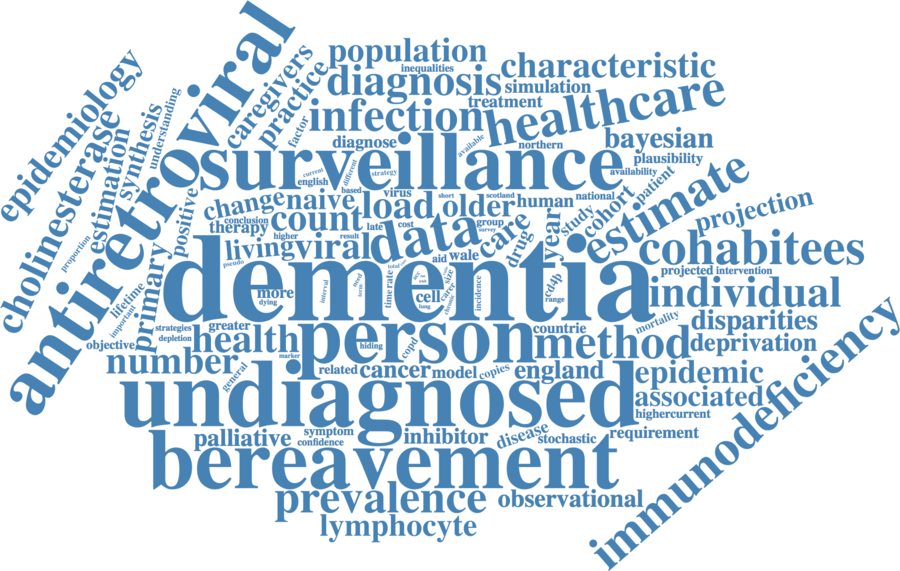 population
inequalities
diagnosis
characteristic
simulation
treatment
infection
healthcare
antiretroviral
caregivers
practice
factor
epidemiology
cholinesterase
estimation
synthesis
understanding
diagnose
available
northern
bayesian
plausibility
availability
surveillance
current
english
different
strategy
based
virus
short
scotland
human
national
patient
cohort
study
estimate
projection
change
naive
load
older
conclusion
count
therapy
higher
result
late
cost
group
survey
care
drug
year
positive
proportion
living
viral
data
aid
wale
cohabitees
pseudo
dementia
projected
intervention
individual
more
dying
interval
time
rate
total
cell
size
carer
chronic
lung
incidence
cd4p
range
lifetime
important
primary
strategies
depletion
greater
objective
health
person
hiding
copd
countrie
method
mortality
disparities
deprivation
number
marker
general
related
cancer
model
copies
england
epidemic
associated
highercurrent
immunodeficiency
undiagnosed
palliative
symptom
confidence
inhibitor
disease
stochastic
requirement
bereavement
prevalence
observational
lymphocyte